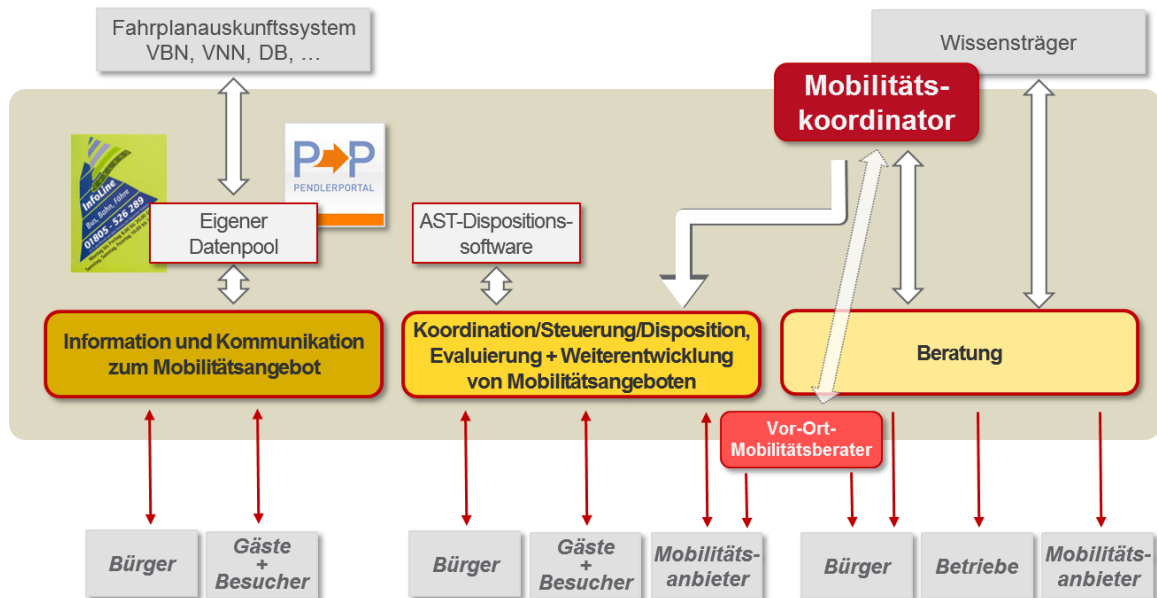 Fahrplanauskunftssystem
VBN, VNN, DB, …
Wissensträger
Mobilitäts-
koordinator
InfoLine
Bus, Bahn, Fähre
01805 - 526 289
P P
PENDLERPORTAL
Eigener
Datenpool
AST-Dispositions-
software
Information und Kommunikation
zum Mobilitätsangebot
Koordination/Steuerung/Disposition,
Evaluierung + Weiterentwicklung
von Mobilitätsangeboten
Beratung
Vor-Ort-
Mobilitätsberater
Bürger
Gäste
+
Besucher
Bürger
Gäste
+
Besucher
Mobilitäts-
anbieter
Bürger
Betriebe
Mobilitäts-
anbieter